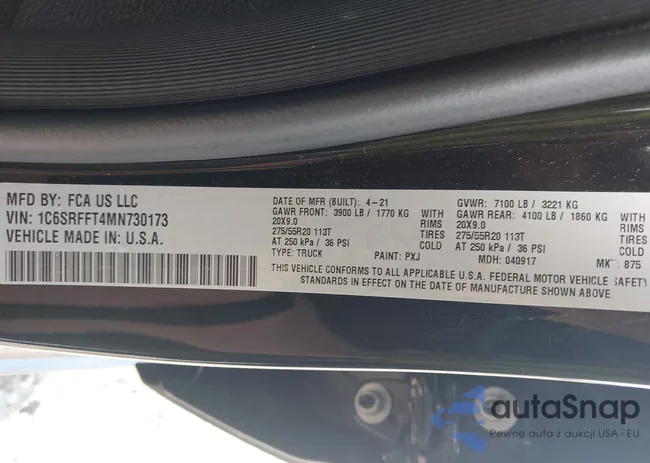 MFD BY: FCA US LLC
VIN: 1C6SRFFT4MN730173
VEHICLE MADE IN: U.S.A.
DATE OF MFR (BUILT): 4-21
GAWR FRONT: 3900 LB / 1770 KG WITH
20X9.0 RIMS
275/55R20 113T TIRES
AT 250 kPa / 36 PSI COLD
TYPE: TRUCK PAINT: PXJ
GVWR: 7100 LB / 3221 KG
GAWR REAR: 4100 LB / 1860 KG WITH
20X9.0 RIMS
275/55R20 113T TIRES
AT 250 kPa / 36 PSI COLD
MDH: 040917 MK: 875
THIS VEHICLE CONFORMS TO ALL APPLICABLE U.S.A. FEDERAL MOTOR VEHICLE SAFETY
STANDARDS IN EFFECT ON THE DATE OF MANUFACTURE SHOWN ABOVE.
autaSnap
Pewne auta z aukcji USA i EU